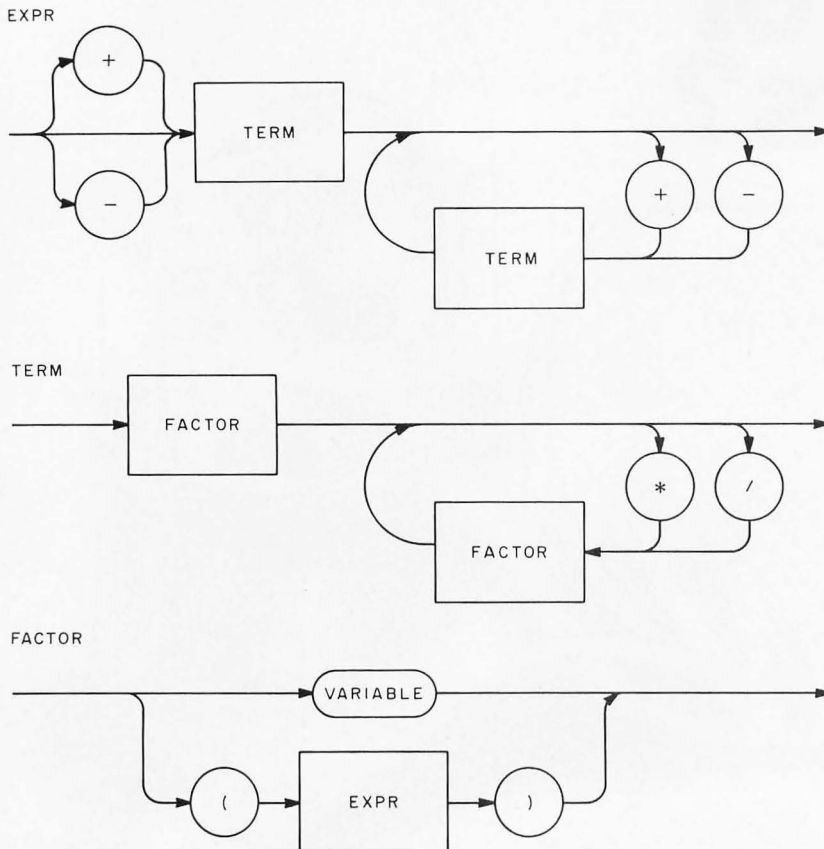 EXPR
+
TERM
-
+
-
TERM
TERM
FACTOR
*
/
FACTOR
FACTOR
VARIABLE
(
EXPR
)